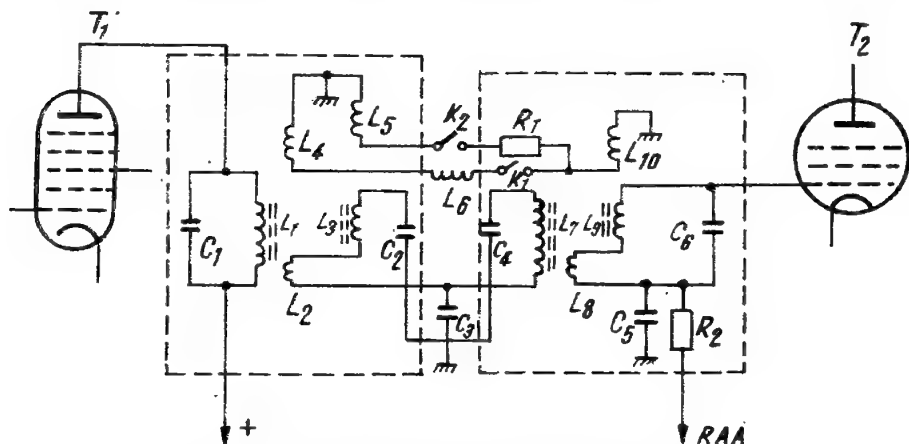 T₁
T₂
K₂
R₁
L₅
L₄
L₁₀
K₁
L₆
L₁
L₃
L₇
L₉
C₁
C₂
C₄
C₆
L₂
C₃
L₈
C₅
R₂
+
RAA